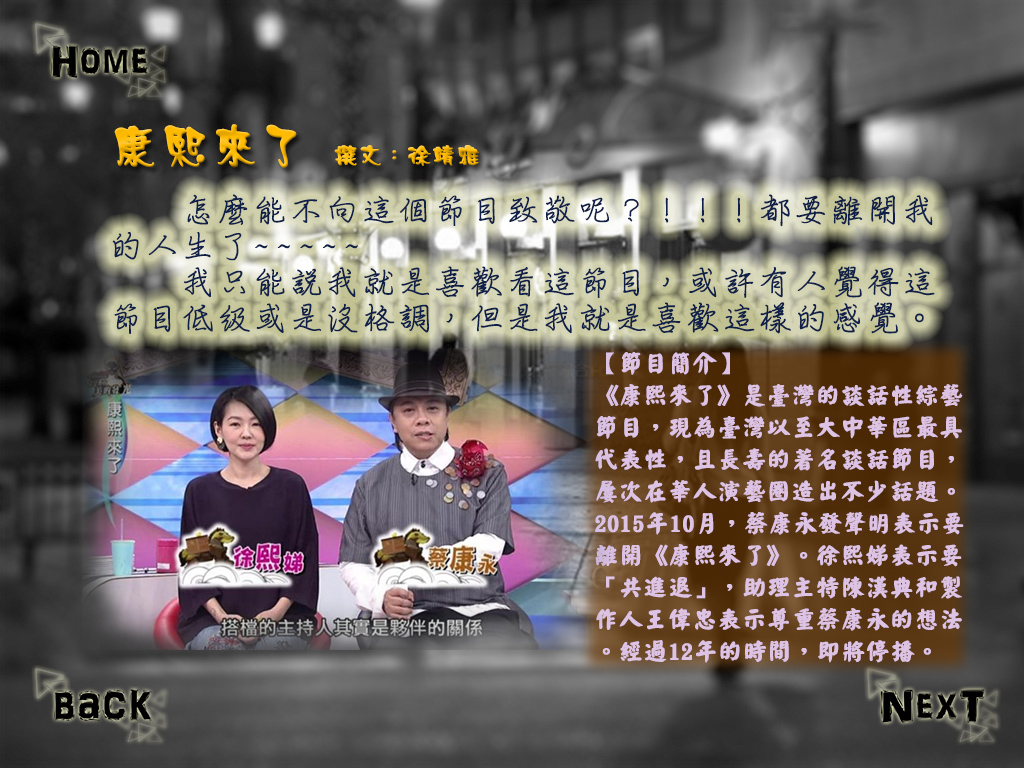 HOME
康熙來了 撰文：徐靖雅
怎麼能不向這個節目致敬呢？！！！都要離開我
的人生了~~~~~
我只能說我就是喜歡看這節目，或許有人覺得這
節目低級或是沒格調，但是我就是喜歡這樣的感覺。
【節目簡介】
《康熙來了》是臺灣的談話性綜藝
節目，現為臺灣以至大中華區最具
代表性，且長壽的著名談話節目，
屢次在華人演藝圈造出不少話題。
2015年10月，蔡康永發聲明表示要
離開《康熙來了》。徐熙娣表示要
「共進退」，助理主持陳漢典和製
作人王偉忠表示尊重蔡康永的想法
。經過12年的時間，即將停播。
康熙來了
徐熙娣
蔡康永
搭檔的主持人其實是夥伴的關係
BACK
NEXT